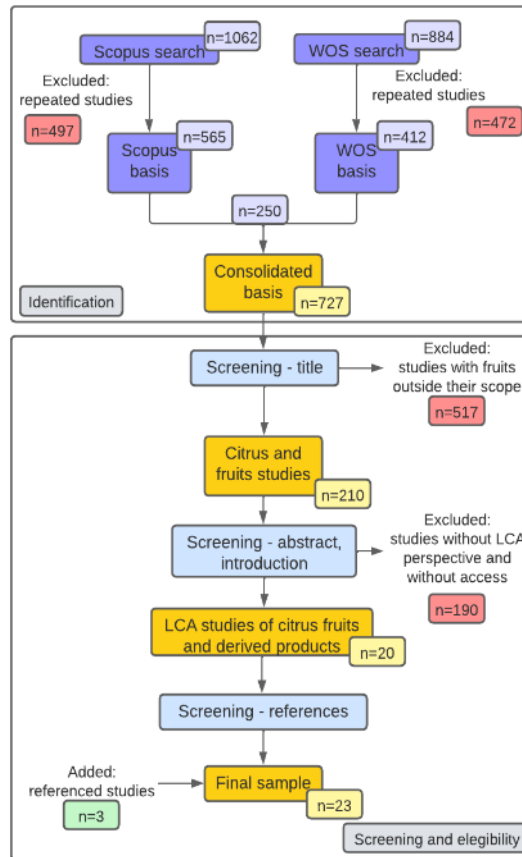 Scopus search
n=1062
WOS search
n=884
Excluded:
repeated studies
n=497
Excluded:
repeated studies
n=472
Scopus
basis
n=565
WOS
basis
n=412
n=250
Consolidated
basis
n=727
Identification
Screening - title
Excluded:
studies with fruits
outside their scope
n=517
Citrus and
fruits studies
n=210
Screening - abstract,
introduction
Excluded:
studies without LCA
perspective and
without access
n=190
LCA studies of citrus fruits
and derived products
n=20
Screening - references
Added:
referenced studies
n=3
Final sample
n=23
Screening and elegibility